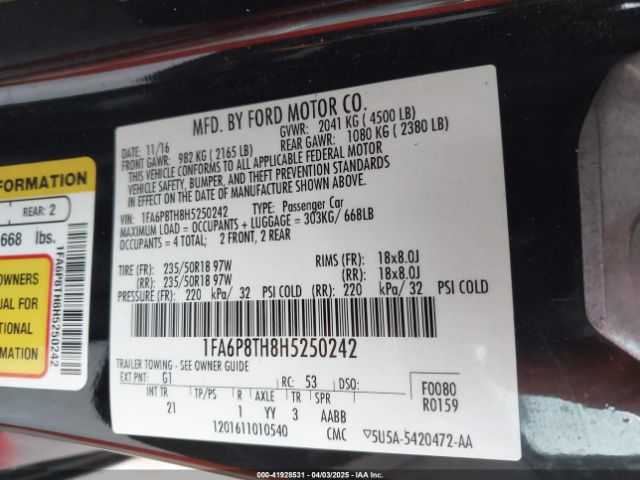 MFD. BY FORD MOTOR CO.
DATE: 11/16 GVWR: 2041 KG ( 4500 LB)
FRONT GAWR: 982 KG ( 2165 LB) REAR GAWR: 1080 KG ( 2380 LB)
THIS VEHICLE CONFORMS TO ALL APPLICABLE FEDERAL MOTOR
VEHICLE SAFETY, BUMPER, AND THEFT PREVENTION STANDARDS
IN EFFECT ON THE DATE OF MANUFACTURE SHOWN ABOVE.
VIN: 1FA6P8TH8H5250242 TYPE: Passenger Car
MAXIMUM LOAD = OCCUPANTS + LUGGAGE = 303KG/ 668LB
OCCUPANTS = 4 TOTAL; 2 FRONT, 2 REAR
TIRE (FR): 235/50R18 97W RIMS (FR): 18x8.0J
(RR): 235/50R18 97W (RR): 18x8.0J
PRESSURE (FR): 220 kPa/ 32 PSI COLD (RR): 220 kPa/ 32 PSI COLD
1FA6P8TH8H5250242
TRAILER TOWING - SEE OWNER GUIDE
EXT PNT: G1 RC: 53 DSO: F0080
INT TR TP/PS R AXLE TR SPR R0159
21 1 YY 3 AABB
1201611010540 CMC 5U5A-5420472-AA
FORMATION
REAR: 2
668 lbs.
1FA6P8TH8H5250242
OWNERS
UAL FOR
TIONAL
RMATION
000-41928531 - 04/03/2025 - IAAI.COM